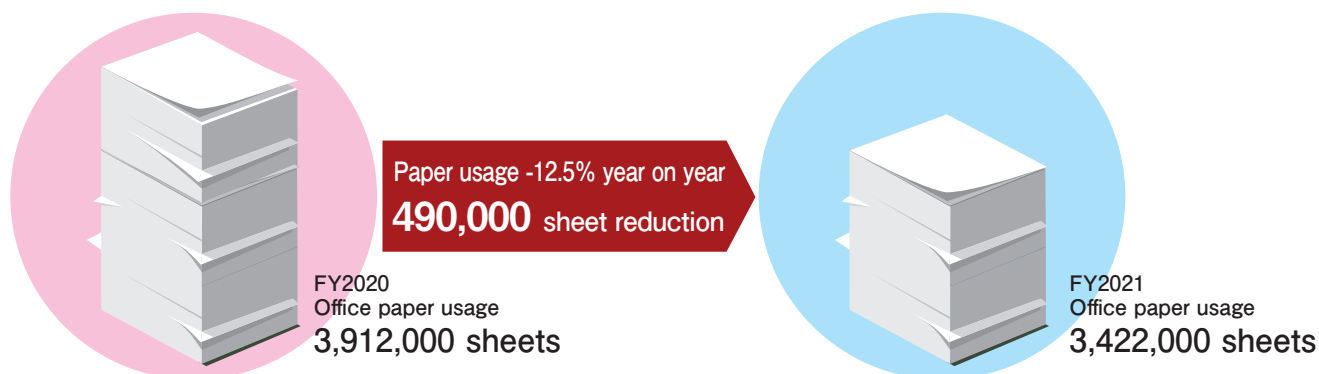 FY2020
Office paper usage
3,912,000 sheets
Paper usage -12.5% year on year
490,000 sheet reduction
FY2021
Office paper usage
3,422,000 sheets